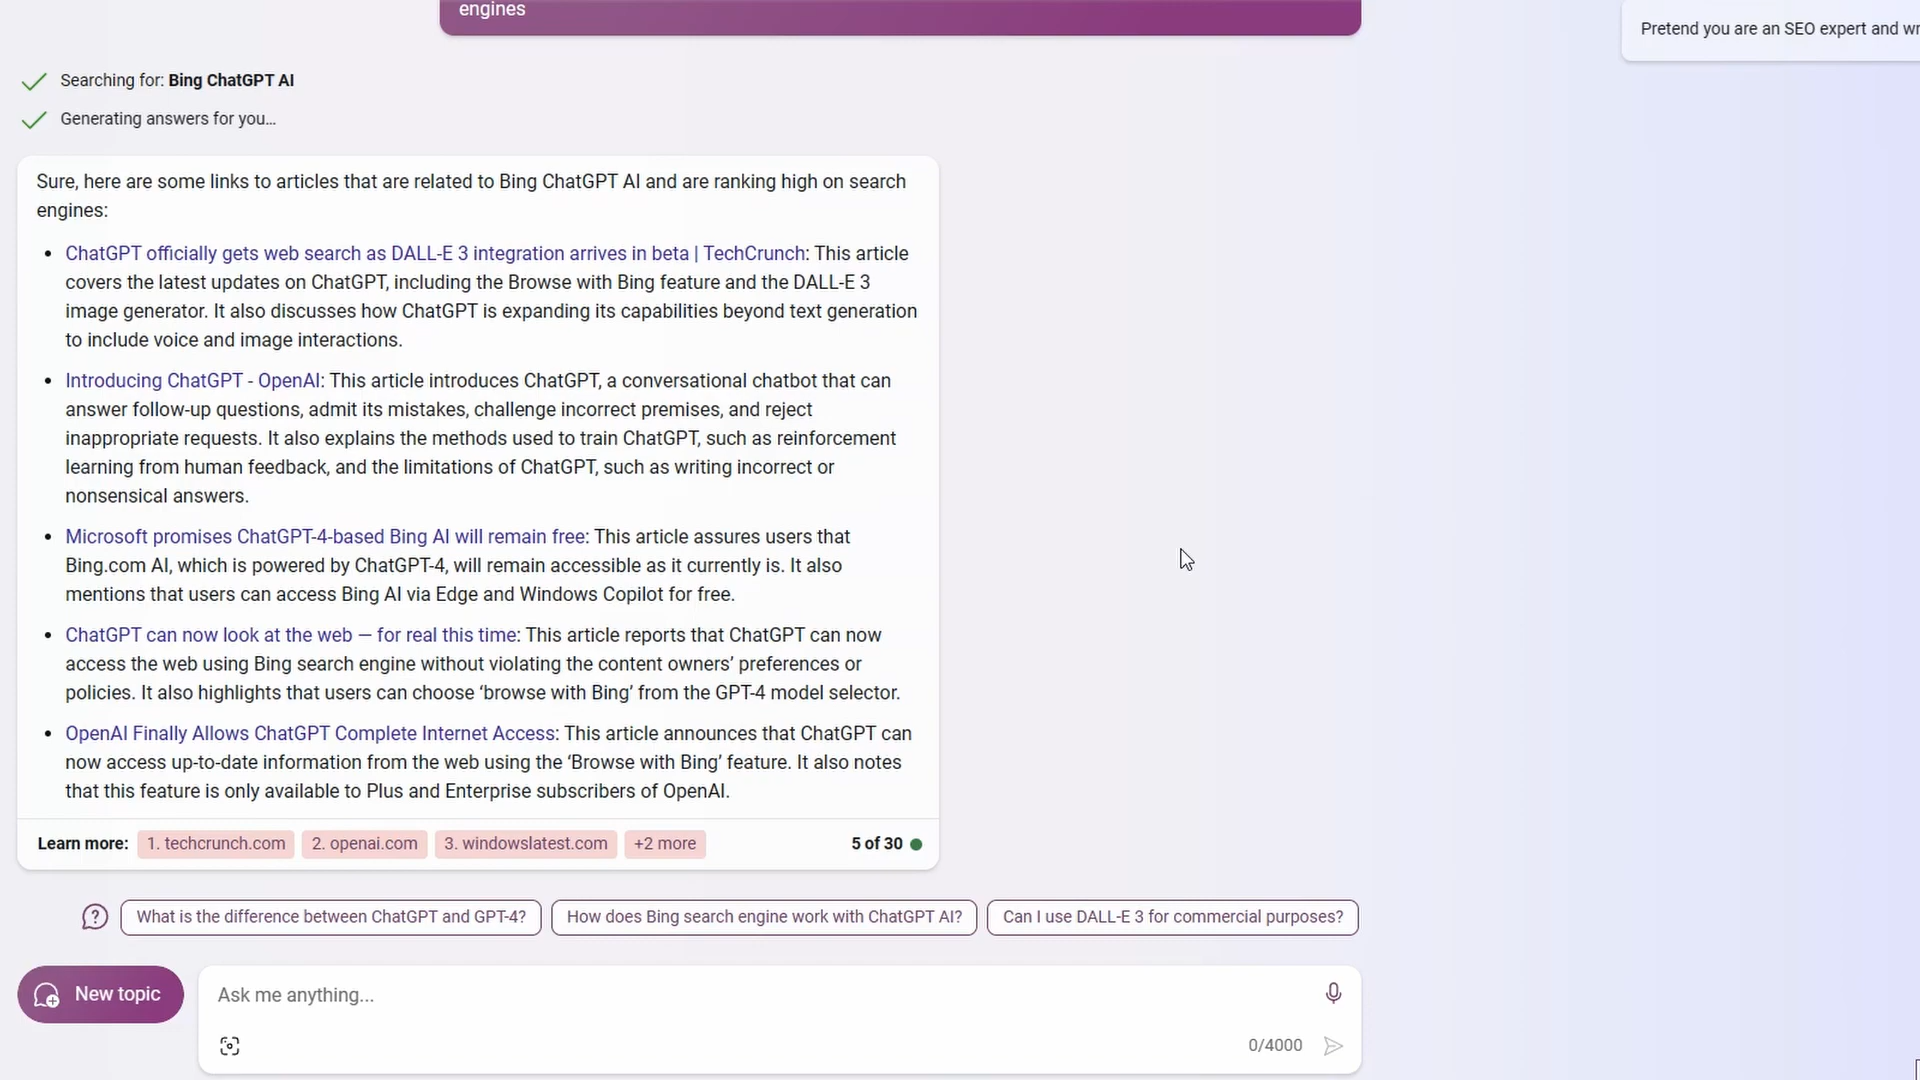 engines
Pretend you are an SEO expert and
Searching for: Bing ChatGPT AI
Generating answers for you…
Sure, here are some links to articles that are related to Bing ChatGPT AI and are ranking high on search
engines:
• ChatGPT officially gets web search as DALL-E 3 integration arrives in beta | TechCrunch: This article
covers the latest updates on ChatGPT, including the Browse with Bing feature and the DALL-E 3
image generator. It also discusses how ChatGPT is expanding its capabilities beyond text generation
to include voice and image interactions.
• Introducing ChatGPT - OpenAI: This article introduces ChatGPT, a conversational chatbot that can
answer follow-up questions, admit its mistakes, challenge incorrect premises, and reject
inappropriate requests. It also explains the methods used to train ChatGPT, such as reinforcement
learning from human feedback, and the limitations of ChatGPT, such as writing incorrect or
nonsensical answers.
• Microsoft promises ChatGPT-4-based Bing AI will remain free: This article assures users that
Bing.com AI, which is powered by ChatGPT-4, will remain accessible as it currently is. It also
mentions that users can access Bing AI via Edge and Windows Copilot for free.
• ChatGPT can now look at the web — for real this time: This article reports that ChatGPT can now
access the web using Bing search engine without violating the content owners’ preferences or
policies. It also highlights that users can choose ‘browse with Bing’ from the GPT-4 model selector.
• OpenAI Finally Allows ChatGPT Complete Internet Access: This article announces that ChatGPT can
now access up-to-date information from the web using the ‘Browse with Bing’ feature. It also notes
that this feature is only available to Plus and Enterprise subscribers of OpenAI.
Learn more: 1. techcrunch.com 2. openai.com 3. windowslatest.com +2 more 5 of 30
What is the difference between ChatGPT and GPT-4? How does Bing search engine work with ChatGPT AI? Can I use DALL-E 3 for commercial purposes?
New topic
Ask me anything...
0/4000